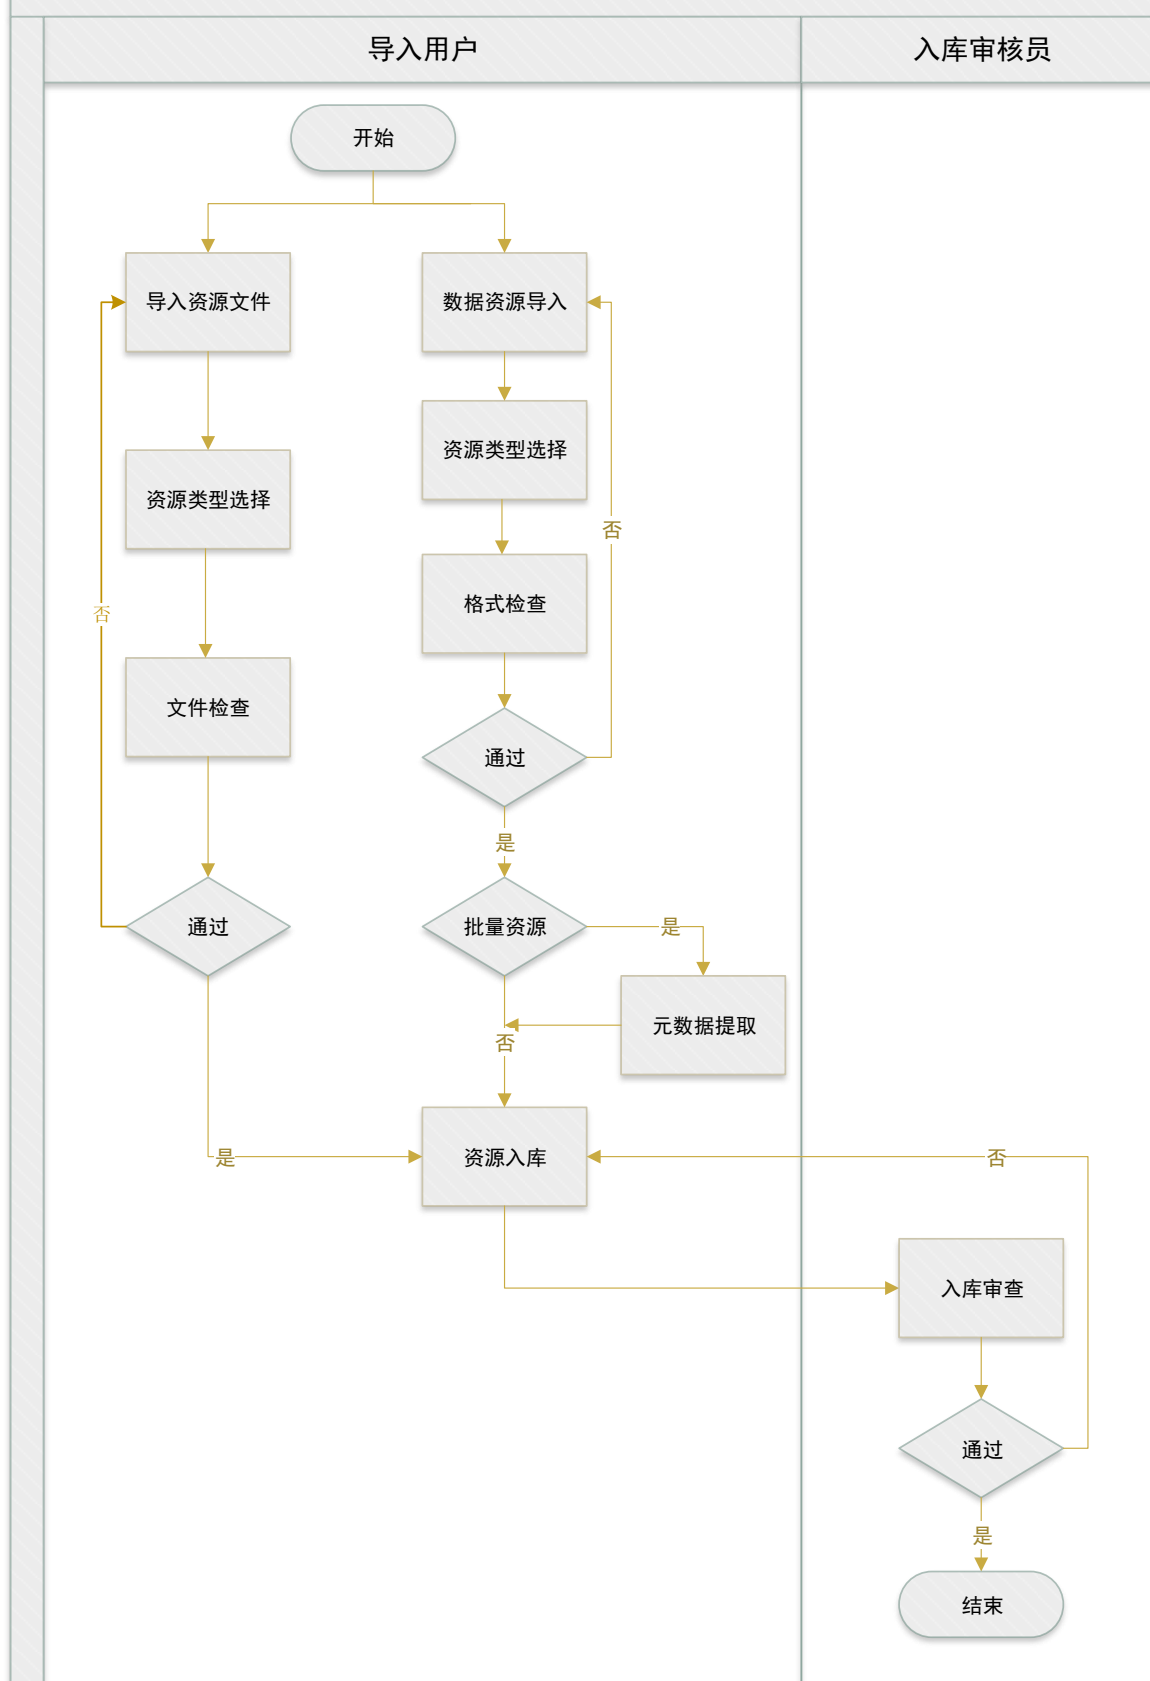 导入用户
入库审核员
开始
导入资源文件
数据资源导入
资源类型选择
资源类型选择
否
格式检查
否
文件检查
通过
是
通过
批量资源
是
元数据提取
否
是
资源入库
否
入库审查
通过
是
结束